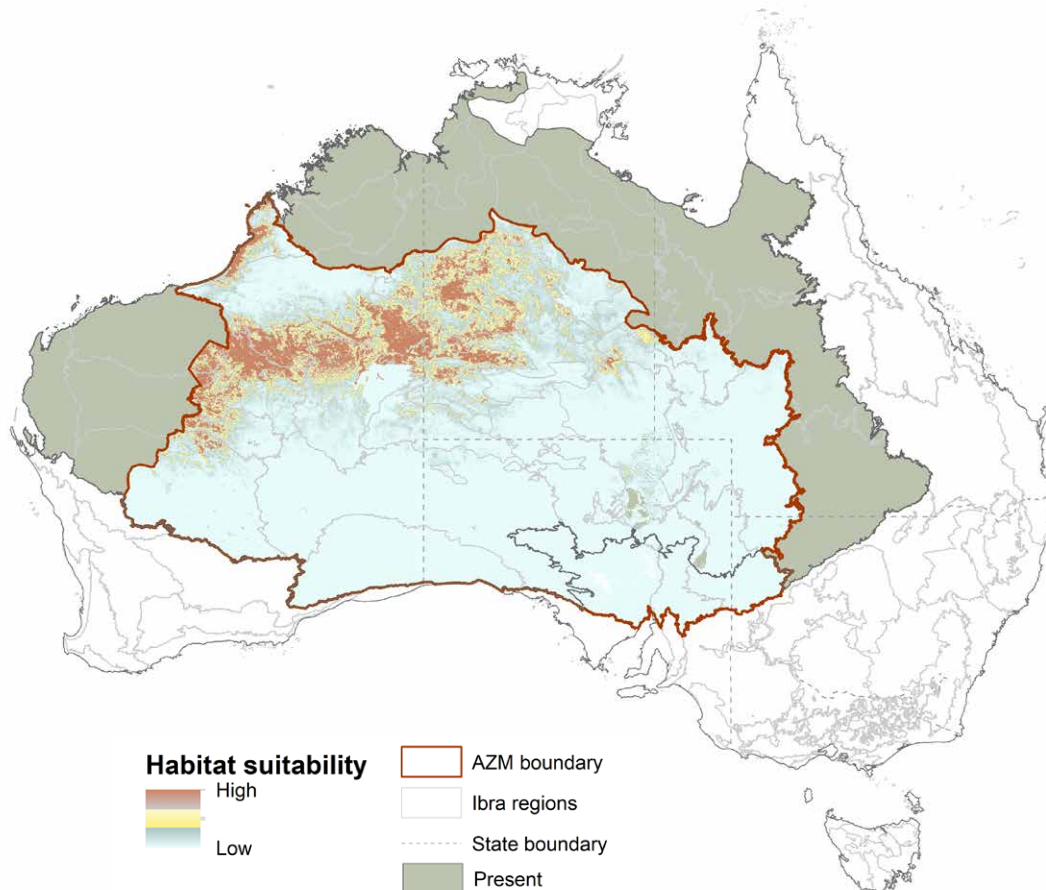 Habitat suitability
High
Low
AZM boundary
Ibra regions
State boundary
Present